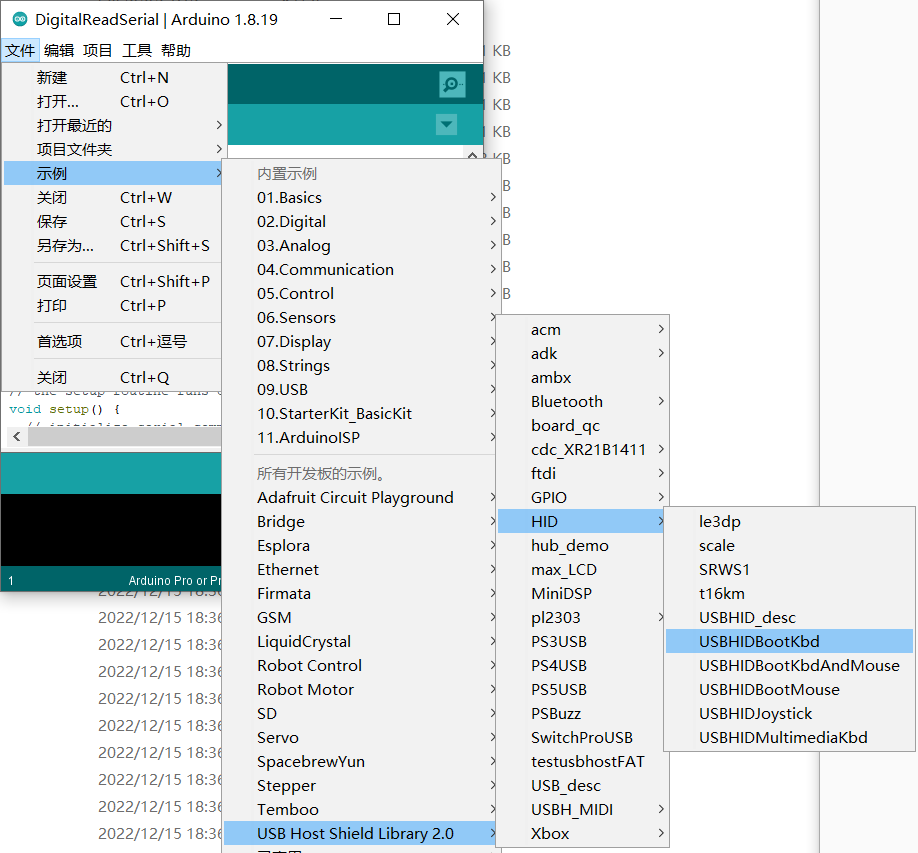 DigitalReadSerial | Arduino 1.8.19
文件 编辑 项目 工具 帮助
新建 Ctrl+N
打开... Ctrl+O
打开最近的
项目文件夹
示例
关闭 Ctrl+W
保存 Ctrl+S
另存为... Ctrl+Shift+S
页面设置 Ctrl+Shift+P
打印 Ctrl+P
首选项 Ctrl+逗号
关闭 Ctrl+Q
void setup() {
1
Arduino Pro or Pr
内置示例
01.Basics
02.Digital
03.Analog
04.Communication
05.Control
06.Sensors
07.Display
08.Strings
09.USB
10.StarterKit_BasicKit
11.ArduinoISP
所有开发板的示例。
Adafruit Circuit Playground
Bridge
Esplora
Ethernet
Firmata
GSM
LiquidCrystal
Robot Control
Robot Motor
SD
Servo
SpacebrewYun
Stepper
Temboo
USB Host Shield Library 2.0
acm
adk
ambx
Bluetooth
board_qc
cdc_XR21B1411
ftdi
GPIO
HID
hub_demo
max_LCD
MiniDSP
pl2303
PS3USB
PS4USB
PS5USB
PSBuzz
SwitchProUSB
testusbhostFAT
USB_desc
USBH_MIDI
Xbox
le3dp
scale
SRWS1
t16km
USBHID_desc
USBHIDBootKbd
USBHIDBootKbdAndMouse
USBHIDBootMouse
USBHIDJoystick
USBHIDMultimediaKbd
KB
KB
KB
KB
KB
B
B
B
B
B
2022/12/15 18:36
2022/12/15 18:36
2022/12/15 18:36
2022/12/15 18:36
2022/12/15 18:36
2022/12/15 18:36
2022/12/15 18:36
2022/12/15 18:36
2022/12/15 18:36
2022/12/15 18:36